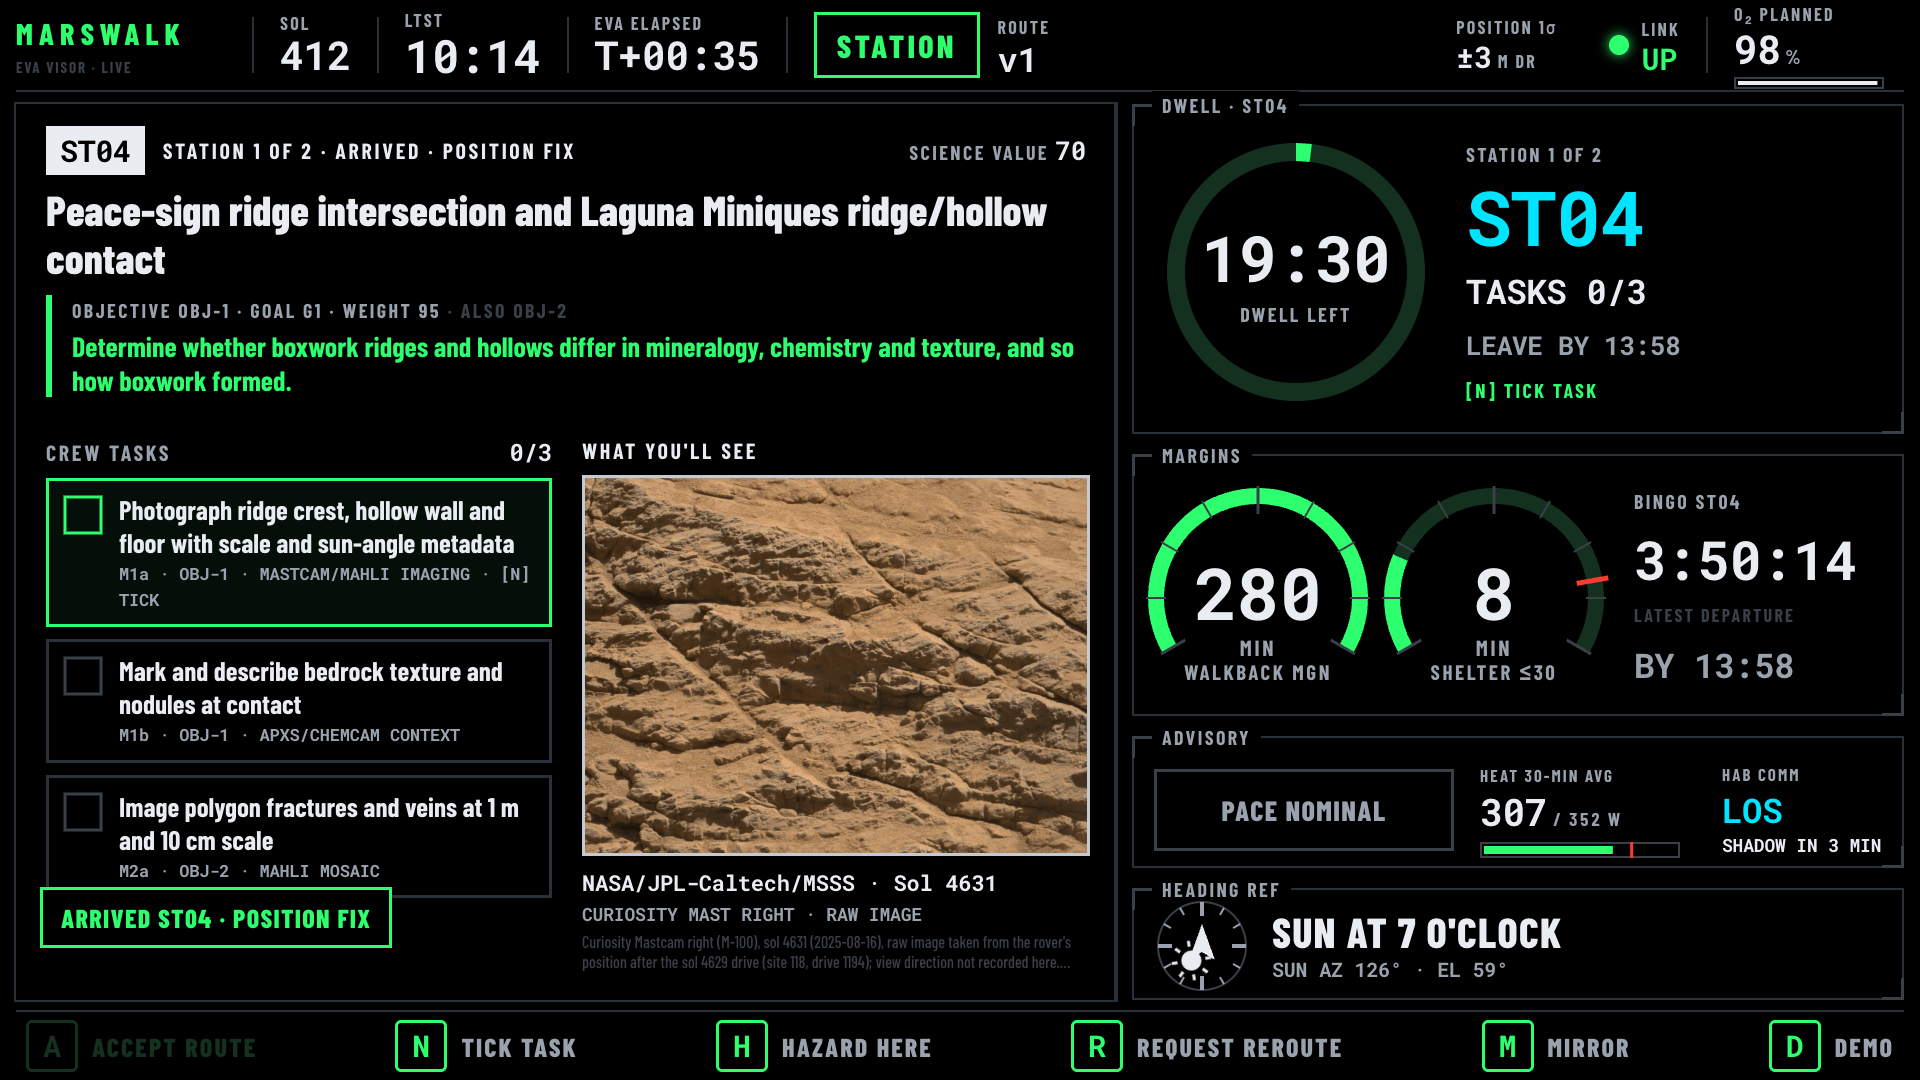 MARSWALK
EVA VISOR · LIVE
SOL
412
LTST
10:14
EVA ELAPSED
T+00:35
STATION
ROUTE
v1
POSITION 1σ
±3 M DR
LINK
UP
O₂ PLANNED
98 %
ST04
STATION 1 OF 2 · ARRIVED · POSITION FIX
SCIENCE VALUE 70
Peace-sign ridge intersection and Laguna Miniques ridge/hollow
contact
OBJECTIVE OBJ-1 · GOAL G1 · WEIGHT 95 · ALSO OBJ-2
Determine whether boxwork ridges and hollows differ in mineralogy, chemistry and texture, and so
how boxwork formed.
CREW TASKS
0/3
Photograph ridge crest, hollow wall and
floor with scale and sun-angle metadata
M1a · OBJ-1 · MASTCAM/MAHLI IMAGING · [N]
TICK
Mark and describe bedrock texture and
nodules at contact
M1b · OBJ-1 · APXS/CHEMCAM CONTEXT
Image polygon fractures and veins at 1 m
and 10 cm scale
M2a · OBJ-2 · MAHLI MOSAIC
ARRIVED ST04 · POSITION FIX
WHAT YOU'LL SEE
NASA/JPL-Caltech/MSSS · Sol 4631
CURIOSITY MAST RIGHT · RAW IMAGE
Curiosity Mastcam right (M-100), sol 4631 (2025-08-16), raw image taken from the rover's
position after the sol 4629 drive (site 118, drive 1194); view direction not recorded here....
DWELL · ST04
19:30
DWELL LEFT
STATION 1 OF 2
ST04
TASKS 0/3
LEAVE BY 13:58
[N] TICK TASK
MARGINS
280
MIN
WALKBACK MGN
8
MIN
SHELTER ≤30
BINGO ST04
3:50:14
LATEST DEPARTURE
BY 13:58
ADVISORY
PACE NOMINAL
HEAT 30-MIN AVG
307 / 352 W
HAB COMM
LOS
SHADOW IN 3 MIN
HEADING REF
SUN AT 7 O'CLOCK
SUN AZ 126° · EL 59°
A ACCEPT ROUTE
N TICK TASK
H HAZARD HERE
R REQUEST REROUTE
M MIRROR
D DEMO